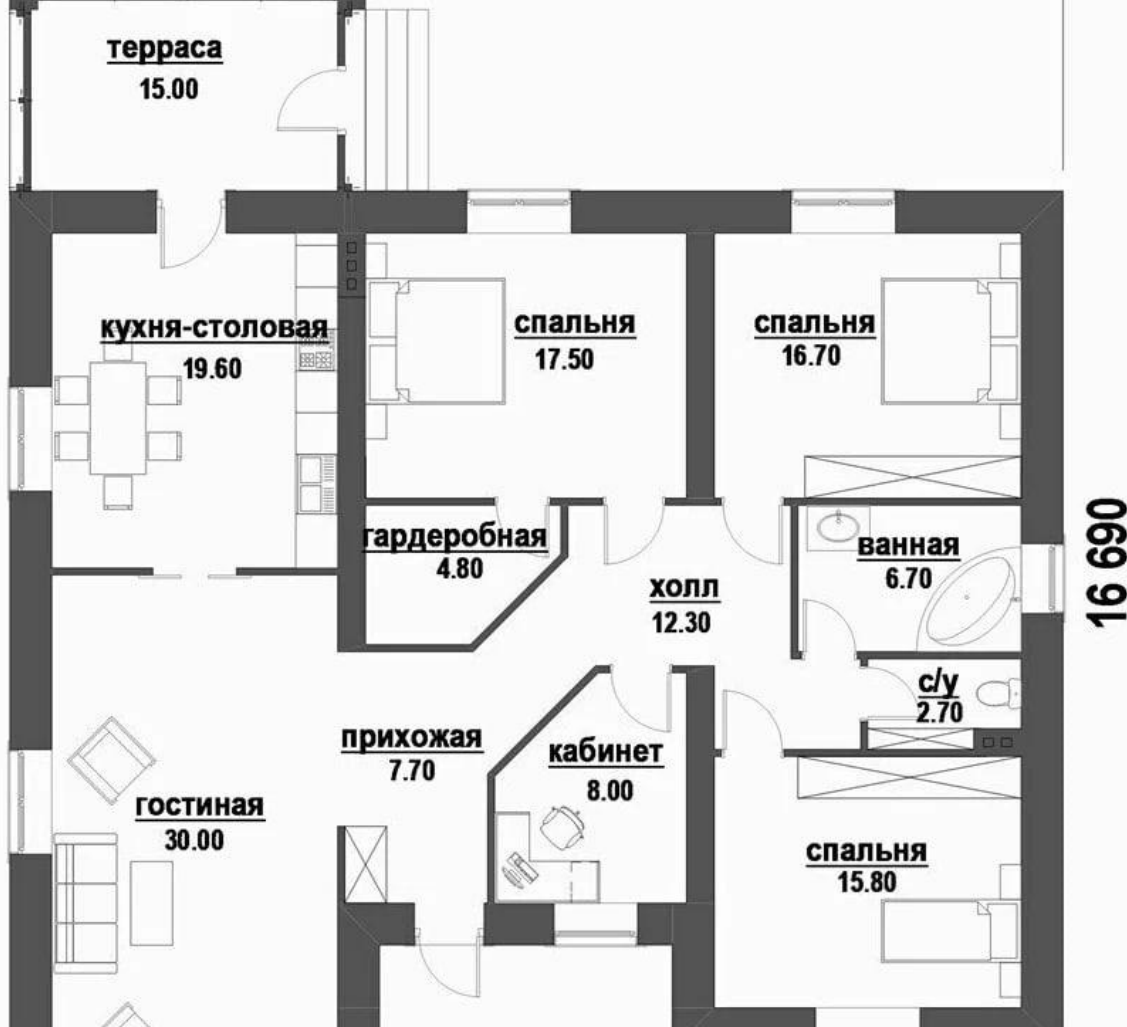 терраса
15.00
кухня-столовая
19.60
спальня
17.50
спальня
16.70
гардеробная
4.80
холл
12.30
ванная
6.70
с/у
2.70
прихожая
7.70
кабинет
8.00
гостиная
30.00
спальня
15.80
16 690